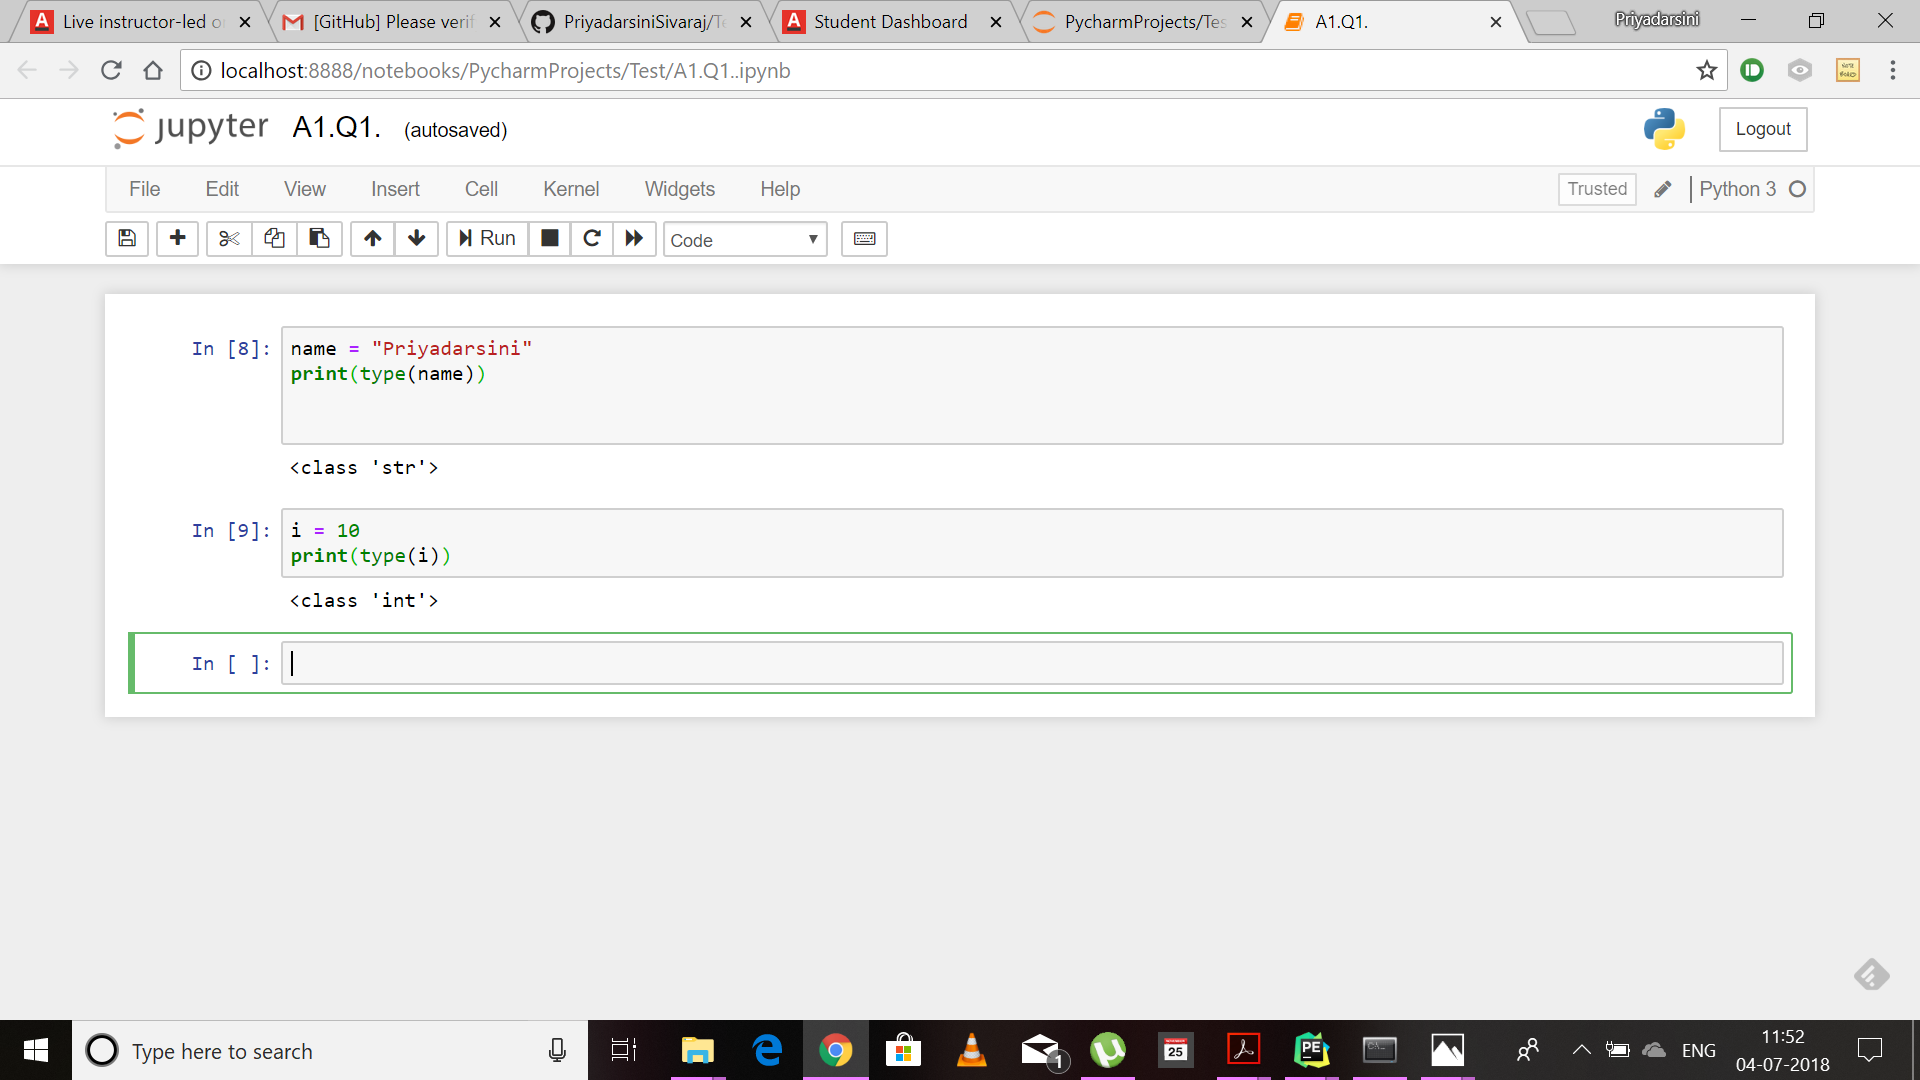 Live instructor-led o
[GitHub] Please verif
PriyadarsiniSivaraj/Te
Student Dashboard
PycharmProjects/Tes
A1.Q1.
Priyadarsini
localhost:8888/notebooks/PycharmProjects/Test/A1.Q1..ipynb
jupyter A1.Q1. (autosaved)
Logout
File Edit View Insert Cell Kernel Widgets Help
Trusted
Python 3
Run
Code
In [8]: name = "Priyadarsini"
print(type(name))
<class 'str'>
In [9]: i = 10
print(type(i))
<class 'int'>
In [ ]:
Type here to search
1
25
PE
ENG
11:52
04-07-2018